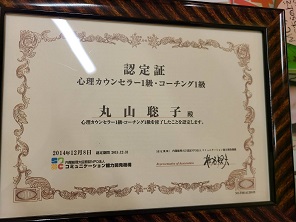 認定証
心理カウンセラー1級・コーチング1級
丸山聡子 殿
心理カウンセラー1級・コーチング1級を修了したことを認定します。
2014年12月8日
コミュニケーション能力開発機構